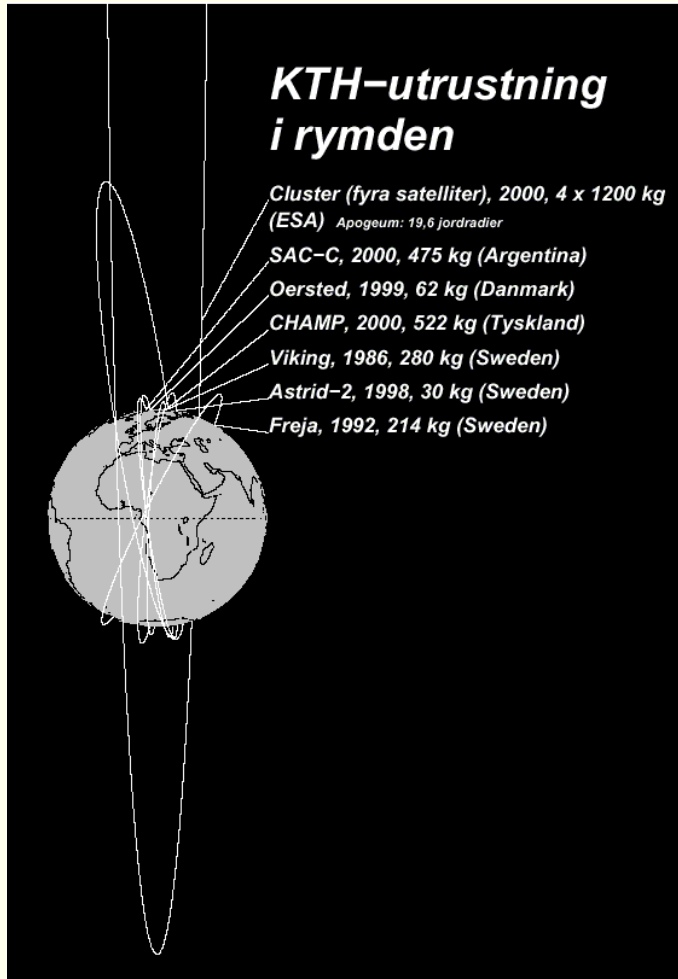 KTH−utrustning
i rymden
Cluster (fyra satelliter), 2000, 4 x 1200 kg
(ESA) Apogeum: 19,6 jordradier
SAC−C, 2000, 475 kg (Argentina)
Oersted, 1999, 62 kg (Danmark)
CHAMP, 2000, 522 kg (Tyskland)
Viking, 1986, 280 kg (Sweden)
Astrid−2, 1998, 30 kg (Sweden)
Freja, 1992, 214 kg (Sweden)